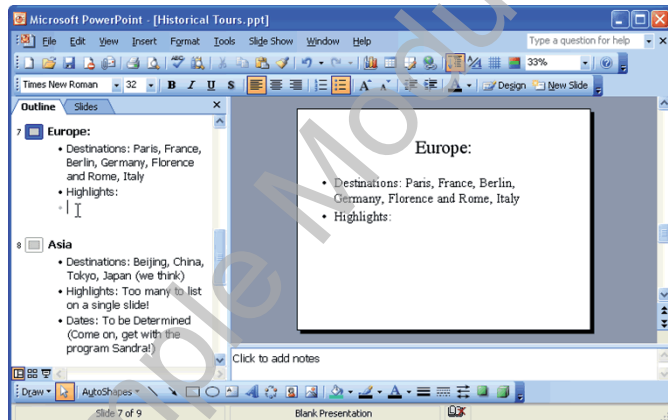 Microsoft PowerPoint - [Historical Tours.ppt]
File Edit View Insert Format Tools Slide Show Window Help Type a question for help
33%
Times New Roman 32 B I U S A A A Design New Slide
Outline Slides
7 Europe:
• Destinations: Paris, France,
Berlin, Germany, Florence
and Rome, Italy
• Highlights:
•
8 Asia
• Destinations: Beijing, China,
Tokyo, Japan (we think)
• Highlights: Too many to list
on a single slide!
• Dates: To be Determined
(Come on, get with the
program Sandra!)
Europe:
• Destinations: Paris, France, Berlin,
Germany, Florence and Rome, Italy
• Highlights:
Click to add notes
Draw AutoShapes A A
Slide 7 of 9 Blank Presentation